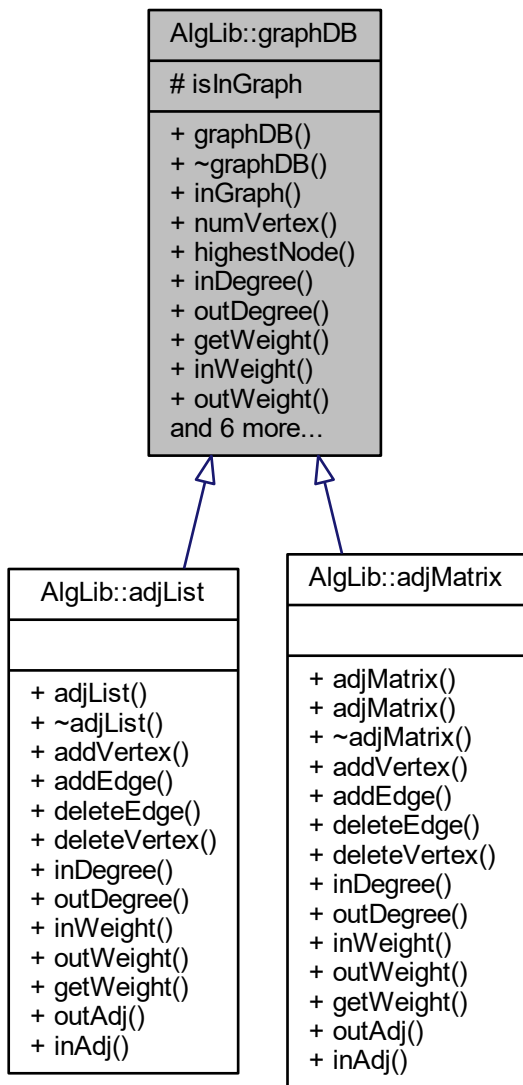 AlgLib::graphDB
# isInGraph
+ graphDB()
+ ~graphDB()
+ inGraph()
+ numVertex()
+ highestNode()
+ inDegree()
+ outDegree()
+ getWeight()
+ inWeight()
+ outWeight()
and 6 more...
AlgLib::adjList
+ adjList()
+ ~adjList()
+ addVertex()
+ addEdge()
+ deleteEdge()
+ deleteVertex()
+ inDegree()
+ outDegree()
+ inWeight()
+ outWeight()
+ getWeight()
+ outAdj()
+ inAdj()
AlgLib::adjMatrix
+ adjMatrix()
+ adjMatrix()
+ ~adjMatrix()
+ addVertex()
+ addEdge()
+ deleteEdge()
+ deleteVertex()
+ inDegree()
+ outDegree()
+ inWeight()
+ outWeight()
+ getWeight()
+ outAdj()
+ inAdj()